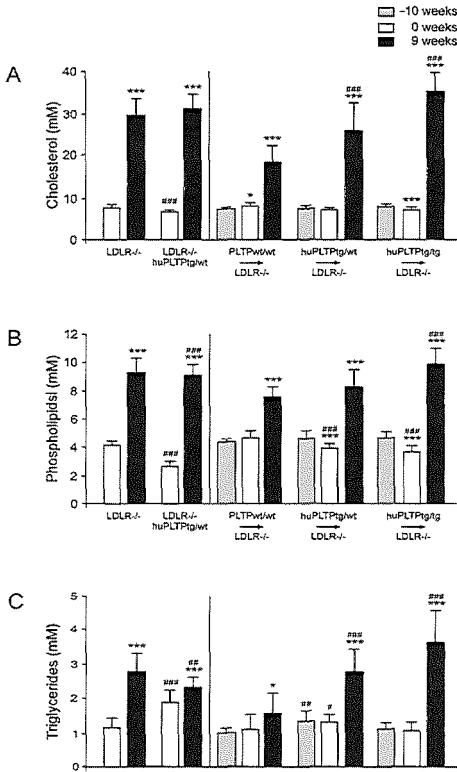 −10 weeks
0 weeks
9 weeks
A
Cholesterol (mM)
40
30
20
10
0
*** *** *** ### *** ### ***
### * ***
LDLR-/- LDLR-/- PLTPwt/wt huPLTPtg/wt huPLTPtg/tg
huPLTPtg/wt LDLR-/- LDLR-/- LDLR-/-
B
Phospholipidsl (mM)
12
10
8
6
4
2
0
*** ### *** *** *** ### ***
### ### *** ### ***
LDLR-/- LDLR-/- PLTPwt/wt huPLTPtg/wt huPLTPtg/tg
huPLTPtg/wt LDLR-/- LDLR-/- LDLR-/-
C
Triglycerides (mM)
5
4
3
2
1
0
*** ### ## *** * ## # ### *** ### ***